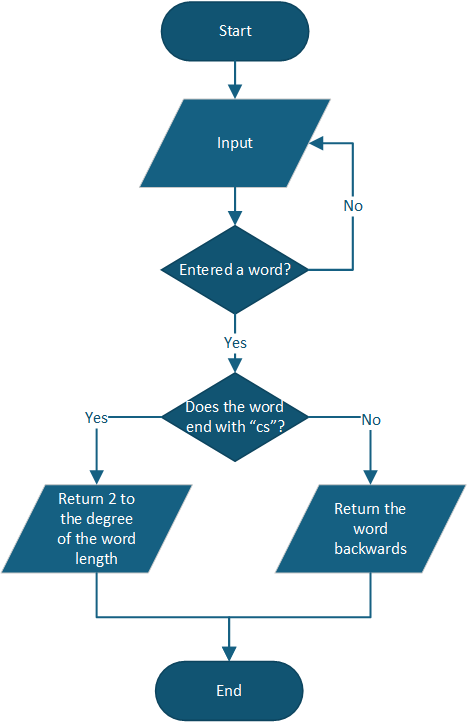 Start
Input
No
Entered a word?
Yes
Does the word
end with “cs”?
Yes
No
Return 2 to
the degree
of the word
length
Return the
word
backwards
End